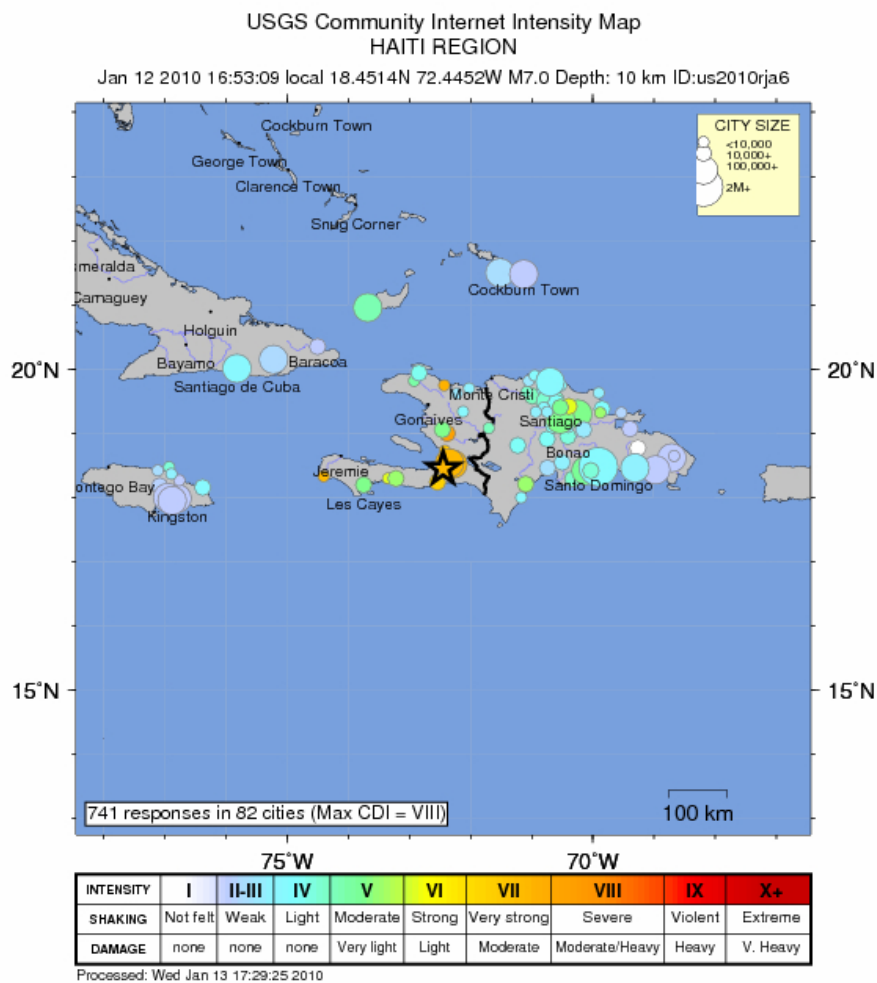 USGS Community Internet Intensity Map
HAITI REGION
Jan 12 2010 16:53:09 local 18.4514N 72.4452W M7.0 Depth: 10 km ID:us2010rja6
CITY SIZE
<10,000
10,000+
100,000+
2M+
Cockburn Town
George Town
Clarence Town
Snug Corner
smeralda
Camaguey
Cockburn Town
Holguin
Bayamo
Baracoa
20°N
20°N
Santiago de Cuba
Monte Cristi
Gonaives
Santiago
Bonao
Jeremie
ontego Bay
Santo Domingo
Les Cayes
Kingston
15°N
15°N
741 responses in 82 cities (Max CDI = VIII)
100 km
75°W
70°W
INTENSITY I II-III IV V VI VII VIII IX X+
SHAKING Not felt Weak Light Moderate Strong Very strong Severe Violent Extreme
DAMAGE none none none Very light Light Moderate Moderate/Heavy Heavy V. Heavy
Processed: Wed Jan 13 17:29:25 2010